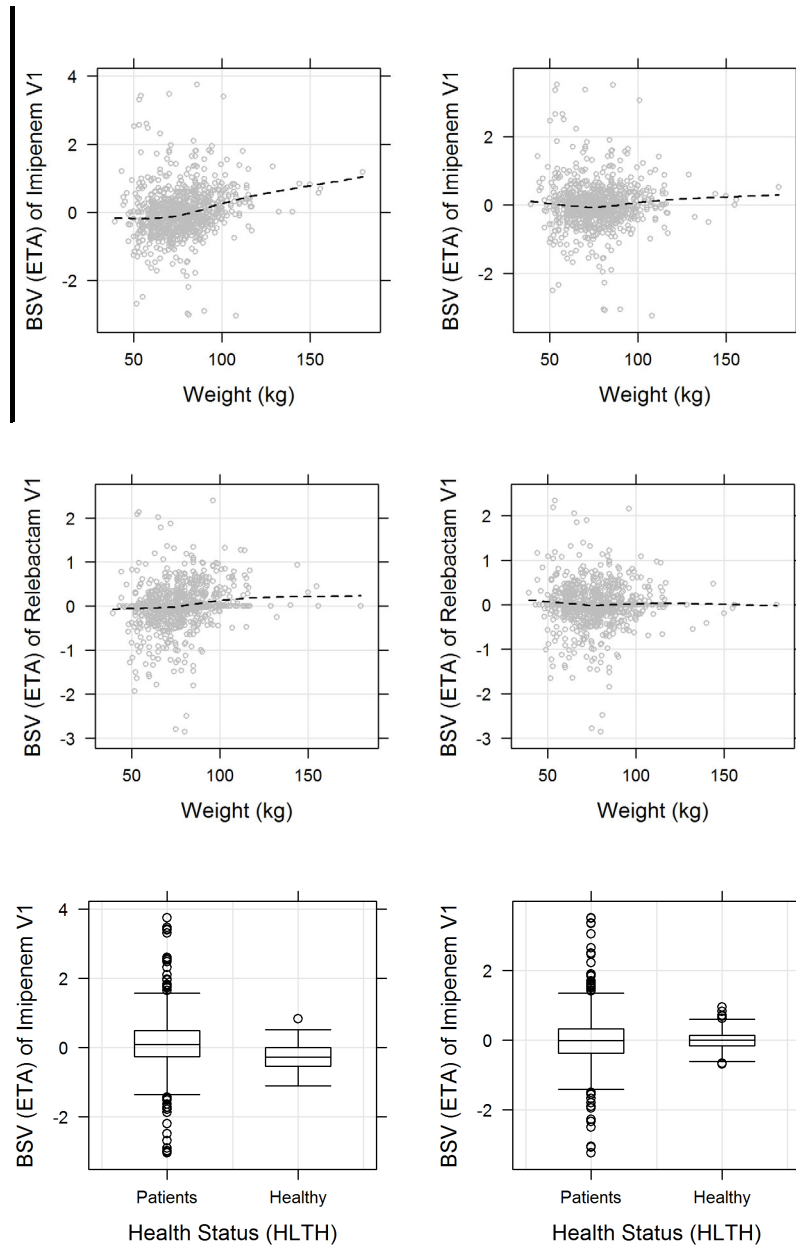 BSV (ETA) of Imipenem V1
4
2
0
-2
50
100
150
Weight (kg)
BSV (ETA) of Imipenem V1
2
0
-2
50
100
150
Weight (kg)
BSV (ETA) of Relebactam V1
2
1
0
-1
-2
-3
50
100
150
Weight (kg)
BSV (ETA) of Relebactam V1
2
1
0
-1
-2
-3
50
100
150
Weight (kg)
BSV (ETA) of Imipenem V1
4
2
0
-2
Patients
Healthy
Health Status (HLTH)
BSV (ETA) of Imipenem V1
2
0
-2
Patients
Healthy
Health Status (HLTH)